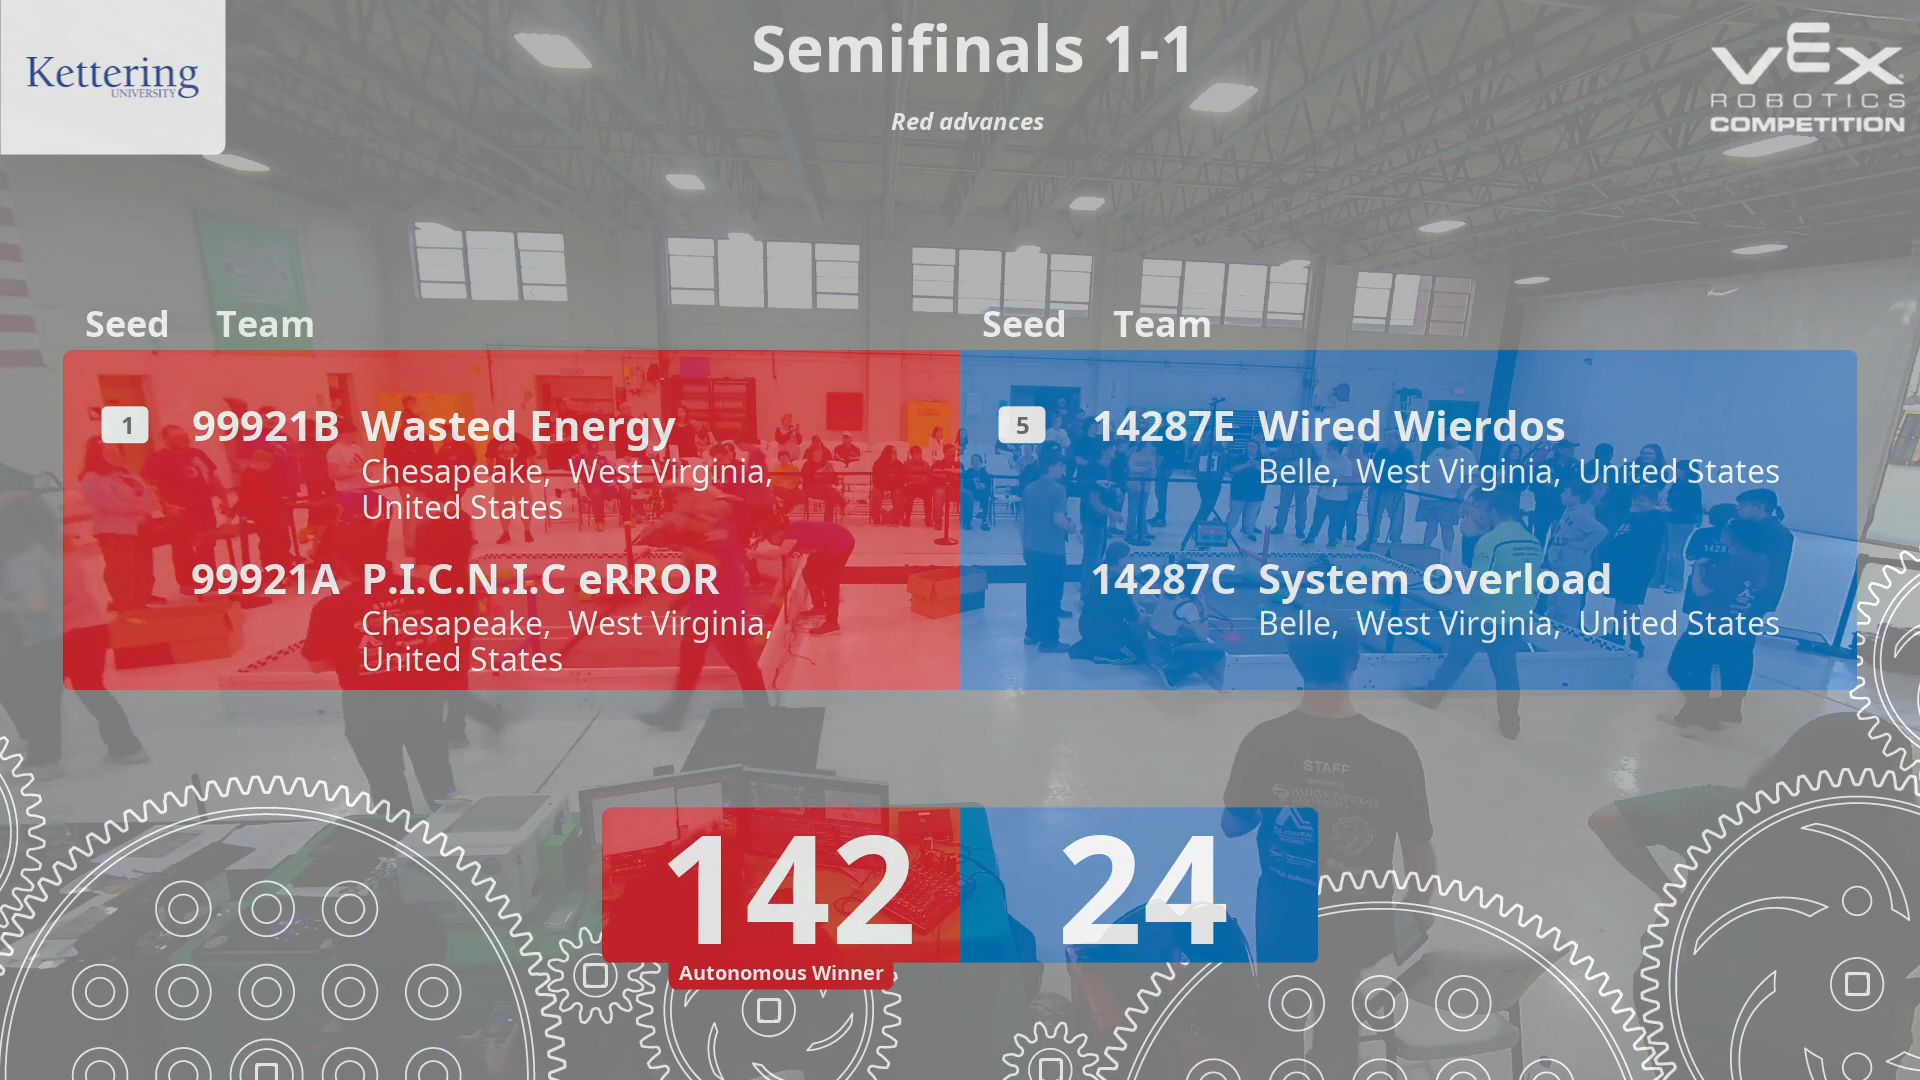 Kettering
UNIVERSITY
Semifinals 1-1
Red advances
VEX
ROBOTICS
COMPETITION
Seed Team
Seed Team
1 99921B Wasted Energy
Chesapeake, West Virginia,
United States
99921A P.I.C.N.I.C eRROR
Chesapeake, West Virginia,
United States
5 14287E Wired Wierdos
Belle, West Virginia, United States
14287C System Overload
Belle, West Virginia, United States
STAFF
142
24
Autonomous Winner